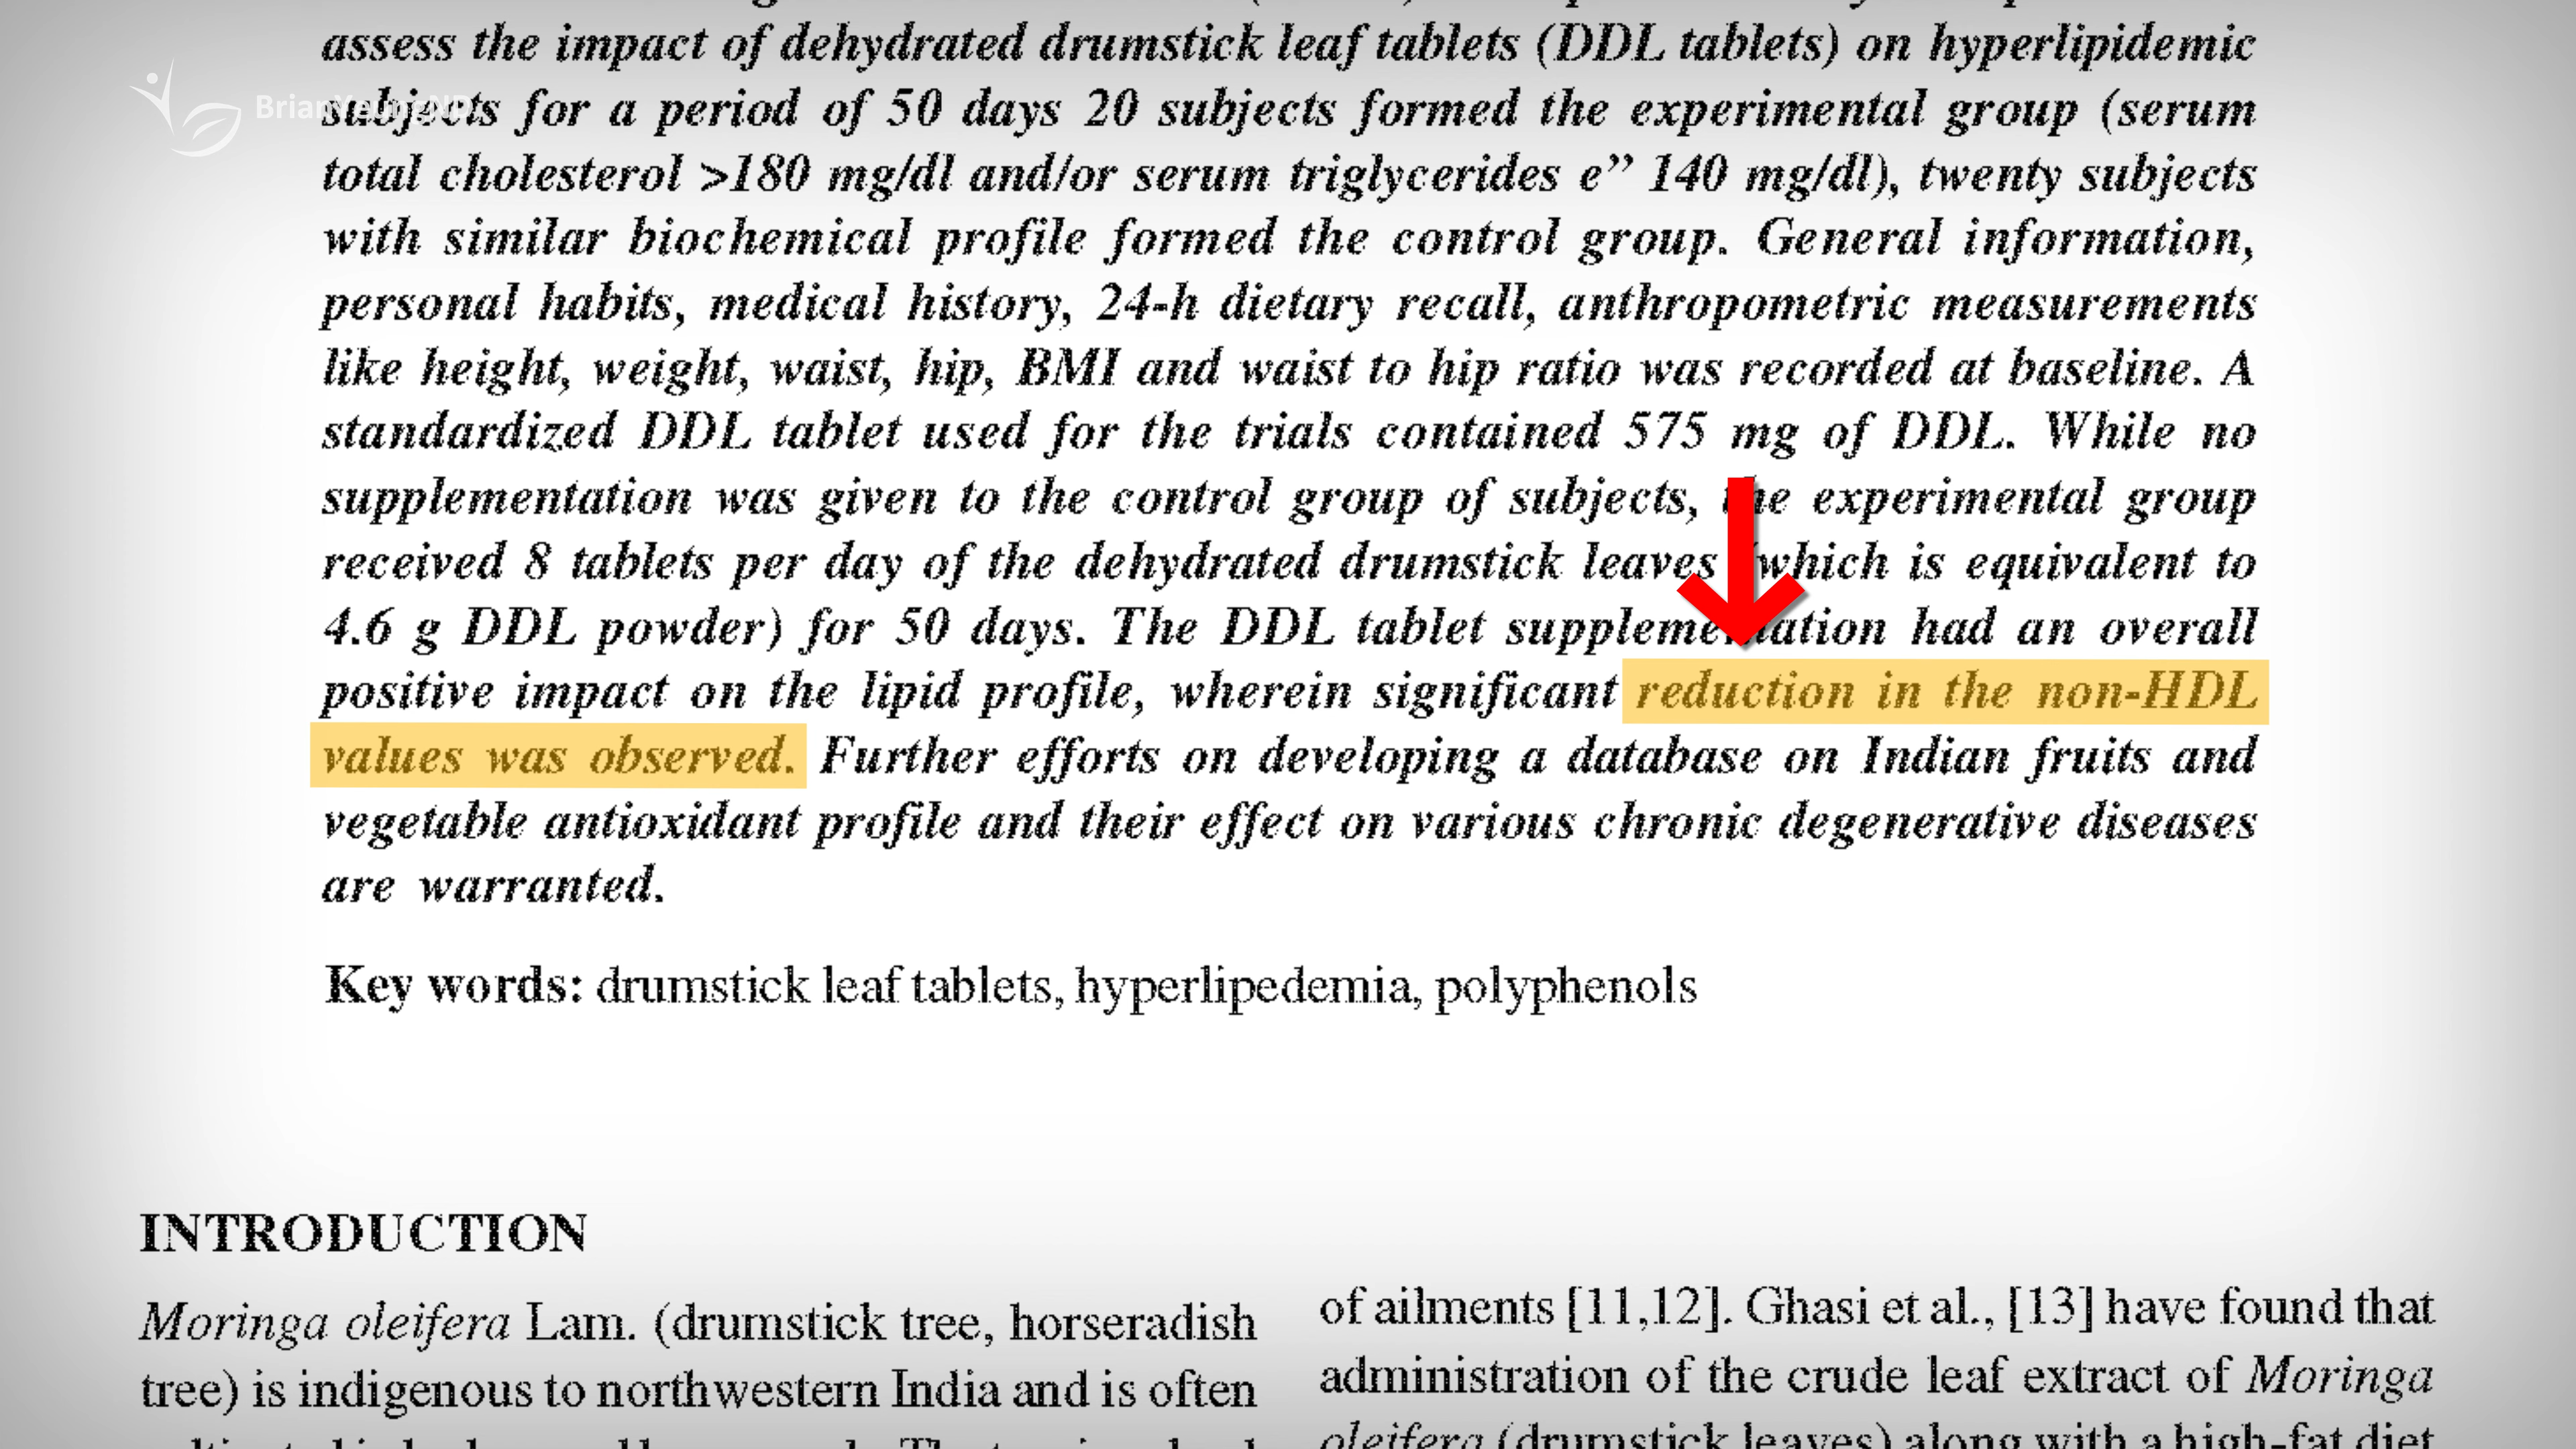 assess the impact of dehydrated drumstick leaf tablets (DDL tablets) on hyperlipidemic
subjects for a period of 50 days 20 subjects formed the experimental group (serum
total cholesterol >180 mg/dl and/or serum triglycerides e” 140 mg/dl), twenty subjects
with similar biochemical profile formed the control group. General information,
personal habits, medical history, 24-h dietary recall, anthropometric measurements
like height, weight, waist, hip, BMI and waist to hip ratio was recorded at baseline. A
standardized DDL tablet used for the trials contained 575 mg of DDL. While no
supplementation was given to the control group of subjects, the experimental group
received 8 tablets per day of the dehydrated drumstick leaves (which is equivalent to
4.6 g DDL powder) for 50 days. The DDL tablet supplementation had an overall
positive impact on the lipid profile, wherein significant reduction in the non-HDL
values was observed. Further efforts on developing a database on Indian fruits and
vegetable antioxidant profile and their effect on various chronic degenerative diseases
are warranted.
Key words: drumstick leaf tablets, hyperlipedemia, polyphenols
INTRODUCTION
Moringa oleifera Lam. (drumstick tree, horseradish
tree) is indigenous to northwestern India and is often
of ailments [11,12]. Ghasi et al., [13] have found that
administration of the crude leaf extract of Moringa
oleifera (drumstick leaves) along with a high-fat diet